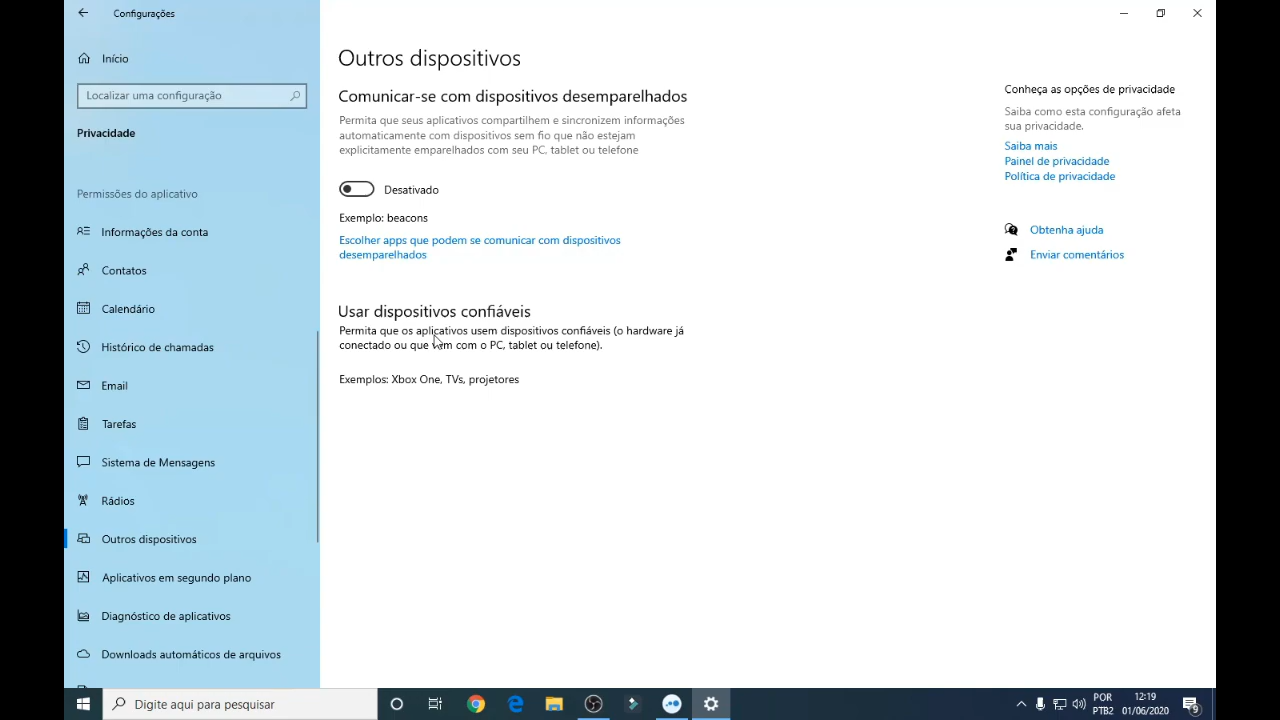 Configurações
Início
Localizar uma configuração
Privacidade
Permissões do aplicativo
Informações da conta
Contatos
Calendário
Histórico de chamadas
Email
Tarefas
Sistema de Mensagens
Rádios
Outros dispositivos
Aplicativos em segundo plano
Diagnóstico de aplicativos
Downloads automáticos de arquivos
Outros dispositivos
Comunicar-se com dispositivos desemparelhados
Permita que seus aplicativos compartilhem e sincronizem informações
automaticamente com dispositivos sem fio que não estejam
explicitamente emparelhados com seu PC, tablet ou telefone
Desativado
Exemplo: beacons
Escolher apps que podem se comunicar com dispositivos
desemparelhados
Usar dispositivos confiáveis
Permita que os aplicativos usem dispositivos confiáveis (o hardware já
conectado ou que vem com o PC, tablet ou telefone).
Exemplos: Xbox One, TVs, projetores
Conheça as opções de privacidade
Saiba como esta configuração afeta
sua privacidade.
Saiba mais
Painel de privacidade
Política de privacidade
Obtenha ajuda
Enviar comentários
Digite aqui para pesquisar
POR
PTB2
12:19
01/06/2020